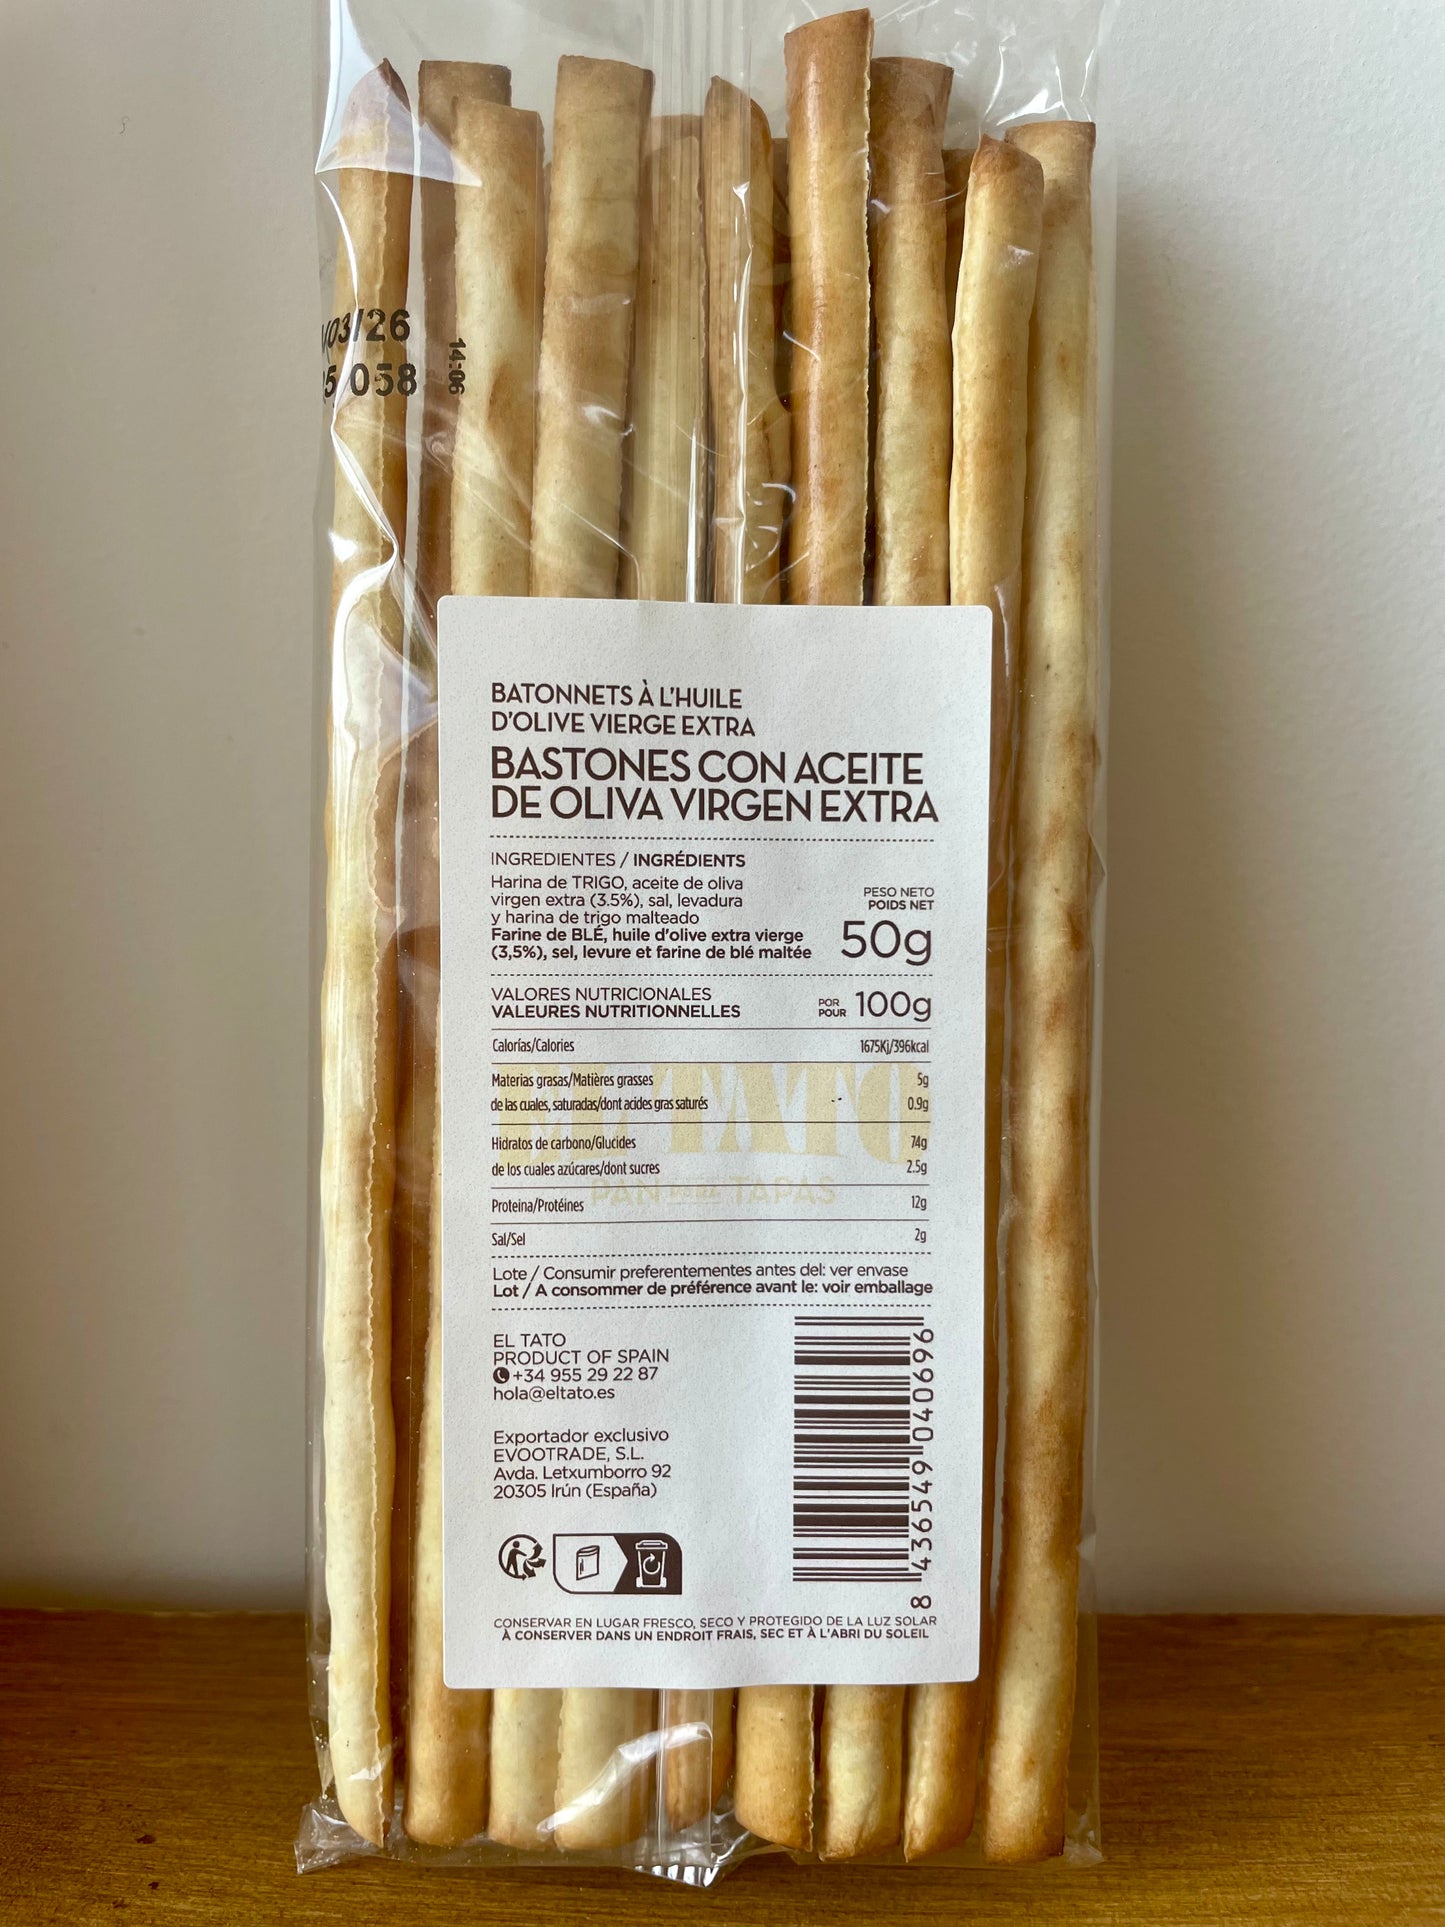 /03/26
5 058
14:06
BATONNETS À L'HUILE
D'OLIVE VIERGE EXTRA
BASTONES CON ACEITE
DE OLIVA VIRGEN EXTRA
INGREDIENTES / INGRÉDIENTS
Harina de TRIGO, aceite de oliva
virgen extra (3.5%), sal, levadura
y harina de trigo malteado
Farine de BLÉ, huile d'olive extra vierge
(3,5%), sel, levure et farine de blé maltée
PESO NETO
POIDS NET
50g
VALORES NUTRICIONALES
VALEURES NUTRITIONNELLES
POR
POUR
100g
Calorías/Calories 1675Kj/396kcal
Materias grasas/Matières grasses 5g
de las cuales, saturadas/dont acides gras saturés 0.9g
Hidratos de carbono/Glucides 74g
de los cuales azúcares/dont sucres 2.5g
Proteina/Protéines 12g
Sal/Sel 2g
EL TATO
PAN TAPAS
Lote / Consumir preferentementes antes del: ver envase
Lot / A consommer de préférence avant le: voir emballage
EL TATO
PRODUCT OF SPAIN
+34 955 29 22 87
hola@eltato.es
Exportador exclusivo
EVOOTRADE, S.L.
Avda. Letxumborro 92
20305 Irún (España)
8 436549 040696
CONSERVAR EN LUGAR FRESCO, SECO Y PROTEGIDO DE LA LUZ SOLAR
À CONSERVER DANS UN ENDROIT FRAIS, SEC ET À L'ABRI DU SOLEIL